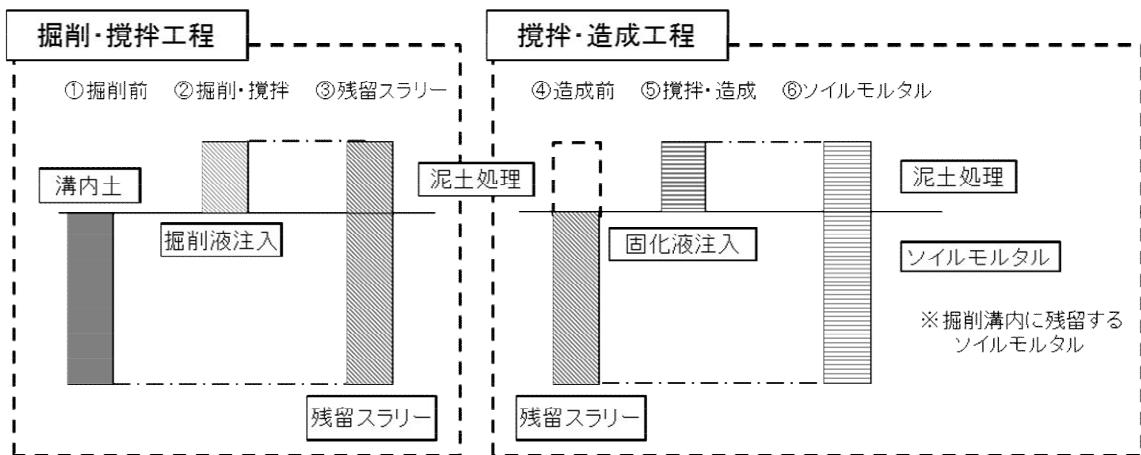 掘削・攪拌工程
①掘削前 ②掘削・攪拌 ③残留スラリー
溝内土
掘削液注入
泥土処理
残留スラリー
攪拌・造成工程
④造成前 ⑤攪拌・造成 ⑥ソイルモルタル
固化液注入
泥土処理
ソイルモルタル
※掘削溝内に残留する
ソイルモルタル
残留スラリー